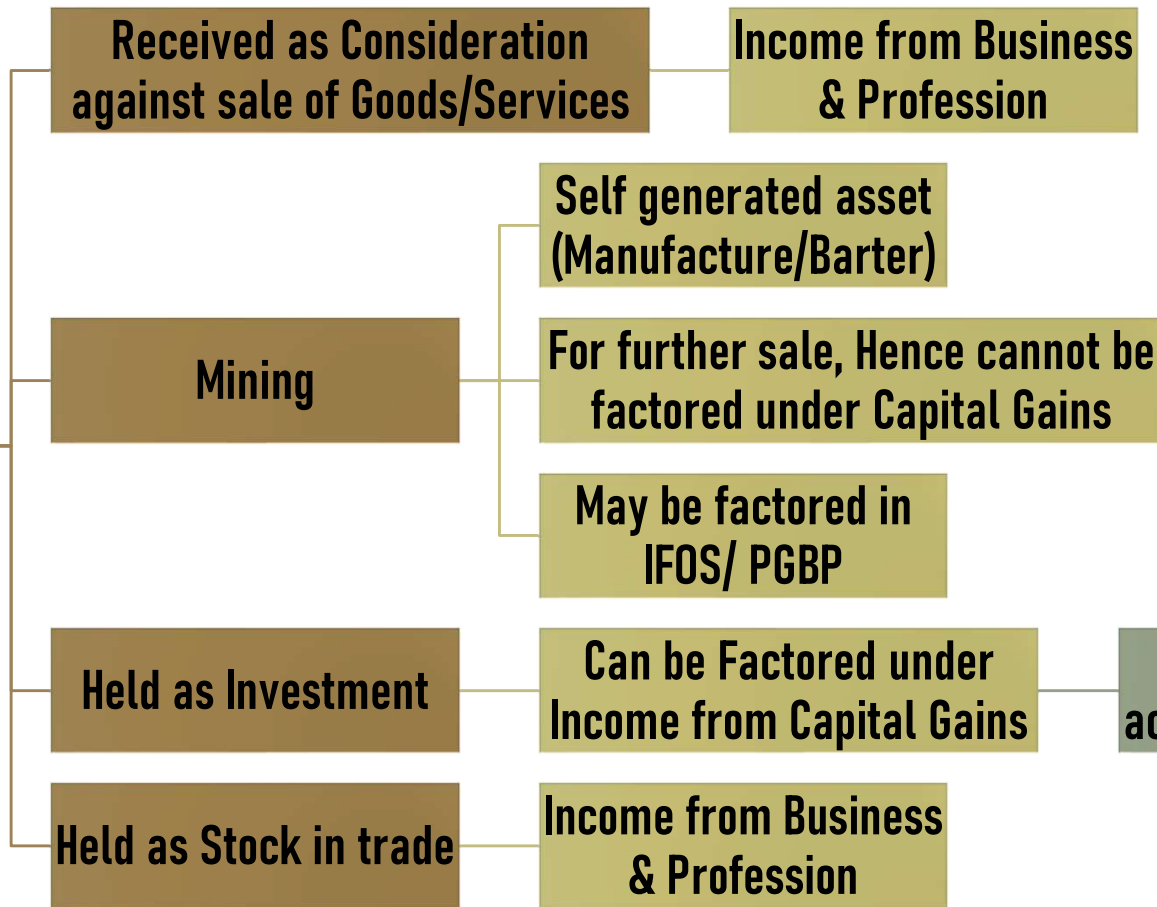 Received as Consideration
against sale of Goods/Services
Income from Business
& Profession
Mining
Self generated asset
(Manufacture/Barter)
For further sale, Hence cannot be
factored under Capital Gains
May be factored in
IFOS/ PGBP
Held as Investment
Can be Factored under
Income from Capital Gains
Held as Stock in trade
Income from Business
& Profession